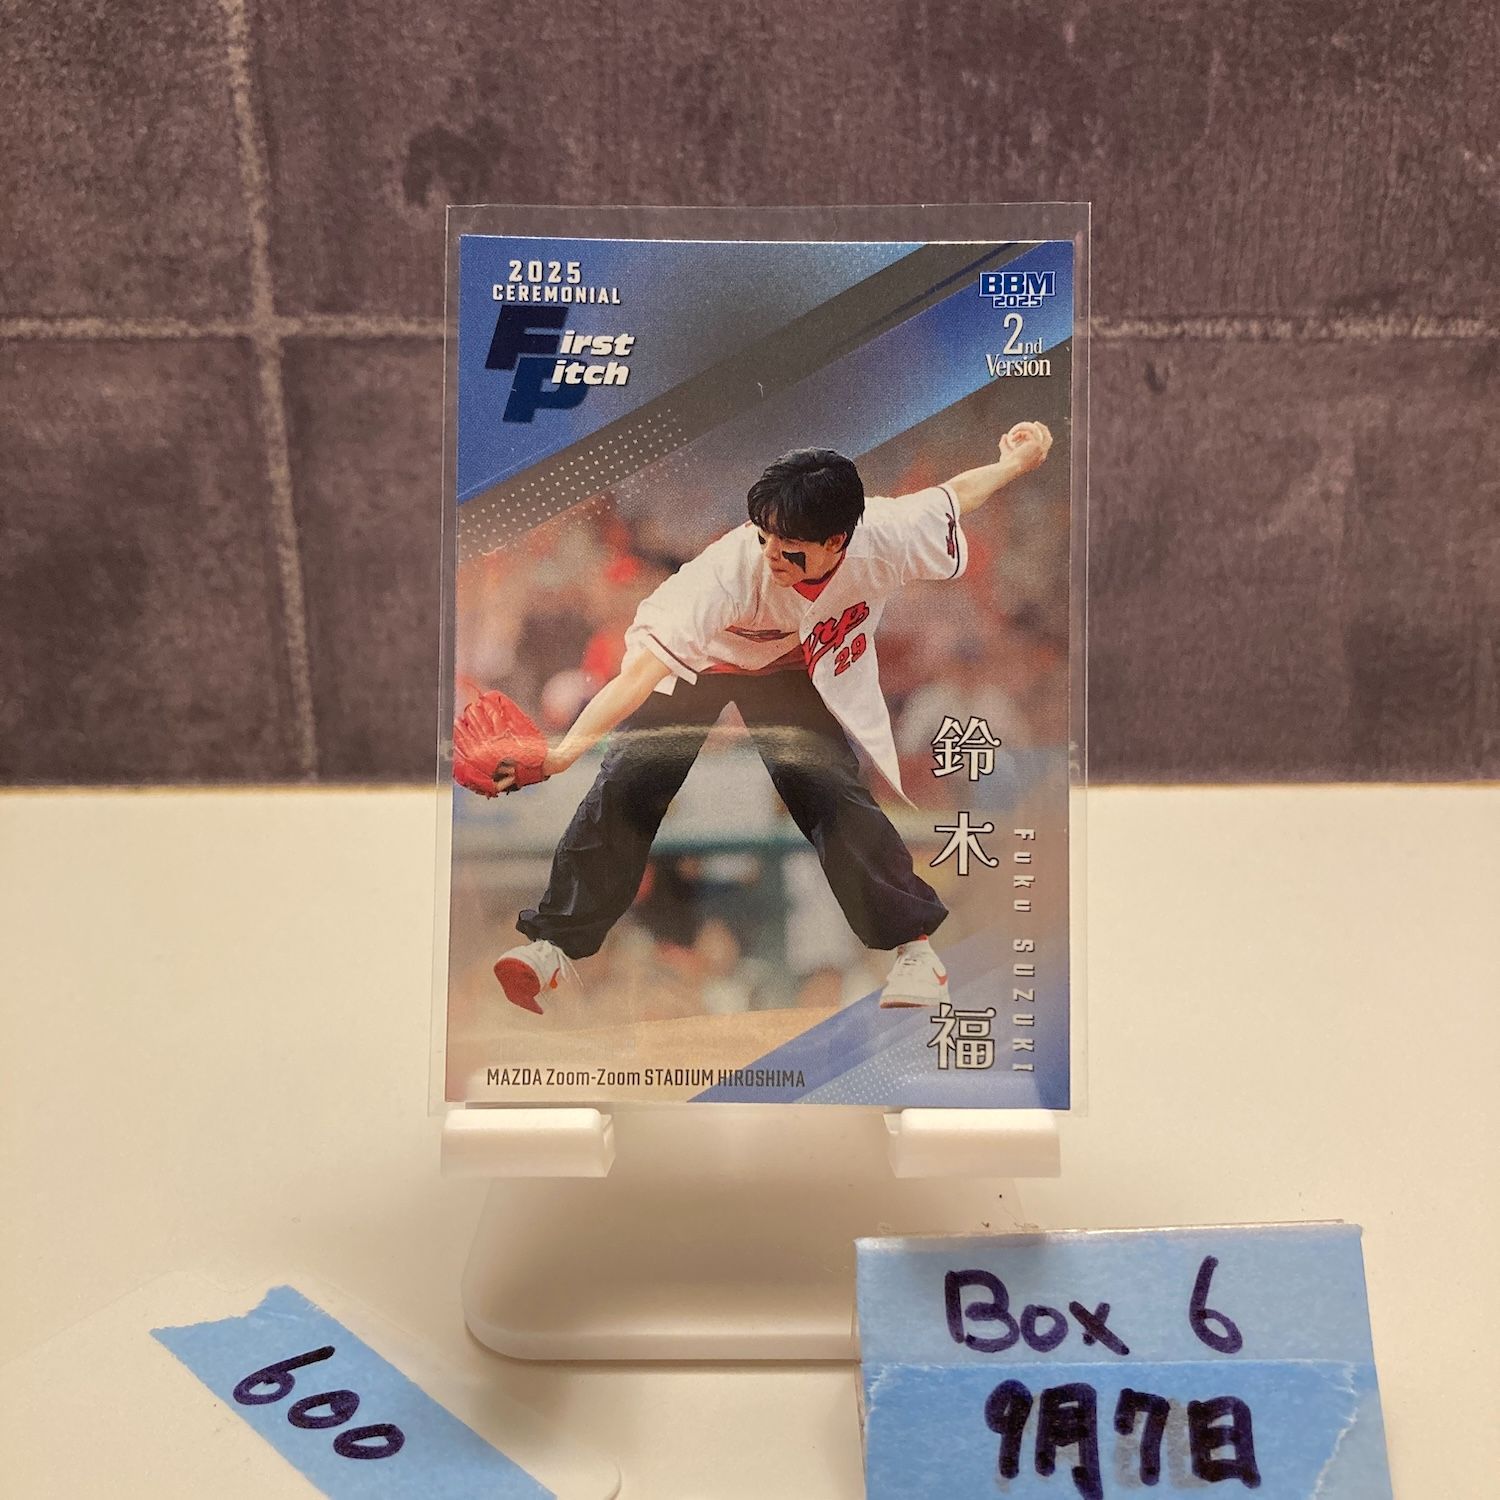 2025
CEREMONIAL
First
Pitch
BBM
2025
2nd
Version
29
鈴木 福
Fuku SUZUKI
MAZDA Zoom-Zoom STADIUM HIROSHIMA
600
Box 6
9月7日